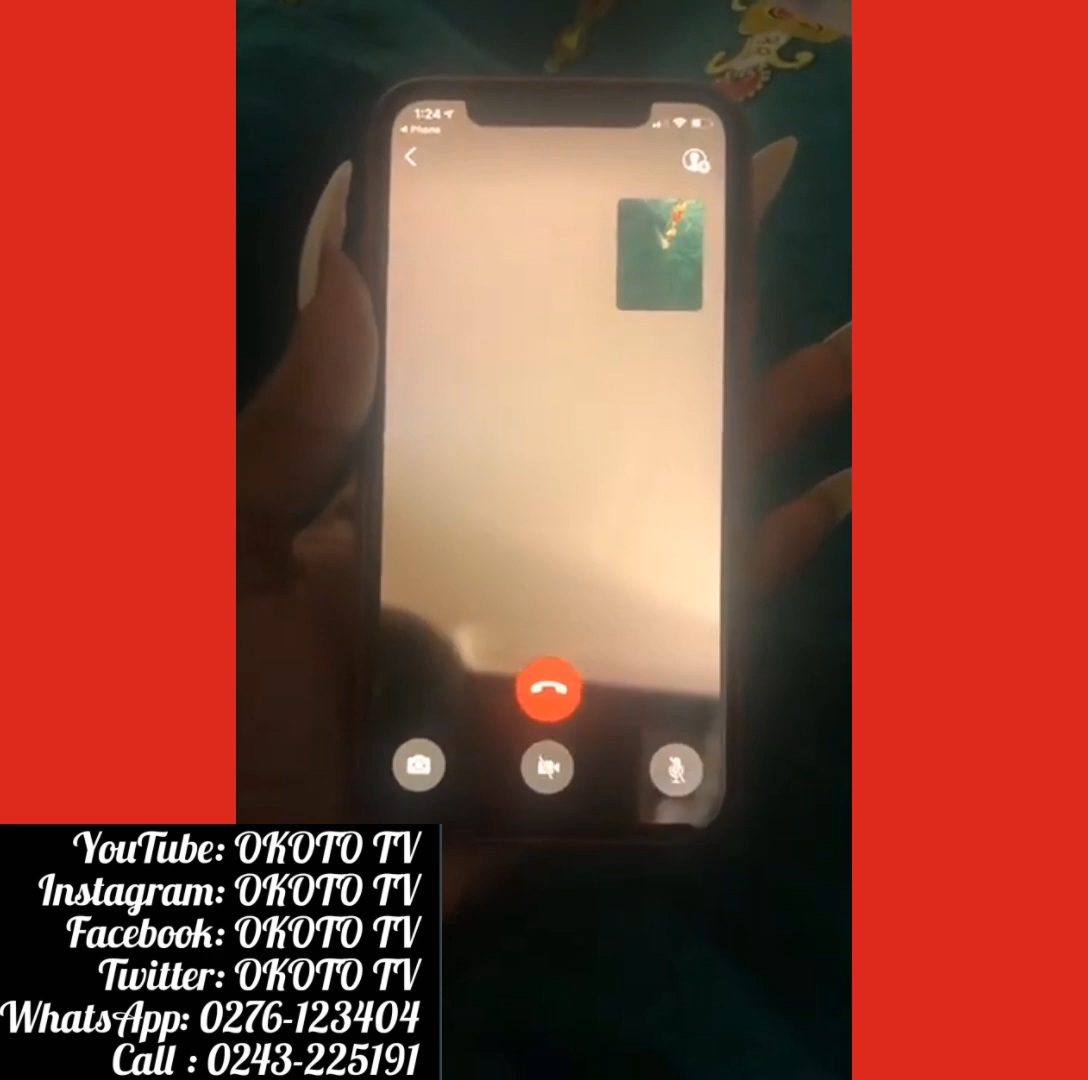 1:24
Phone
YouTube: OKOTO TV
Instagram: OKOTO TV
Facebook: OKOTO TV
Twitter: OKOTO TV
WhatsApp: 0276-123404
Call : 0243-225191